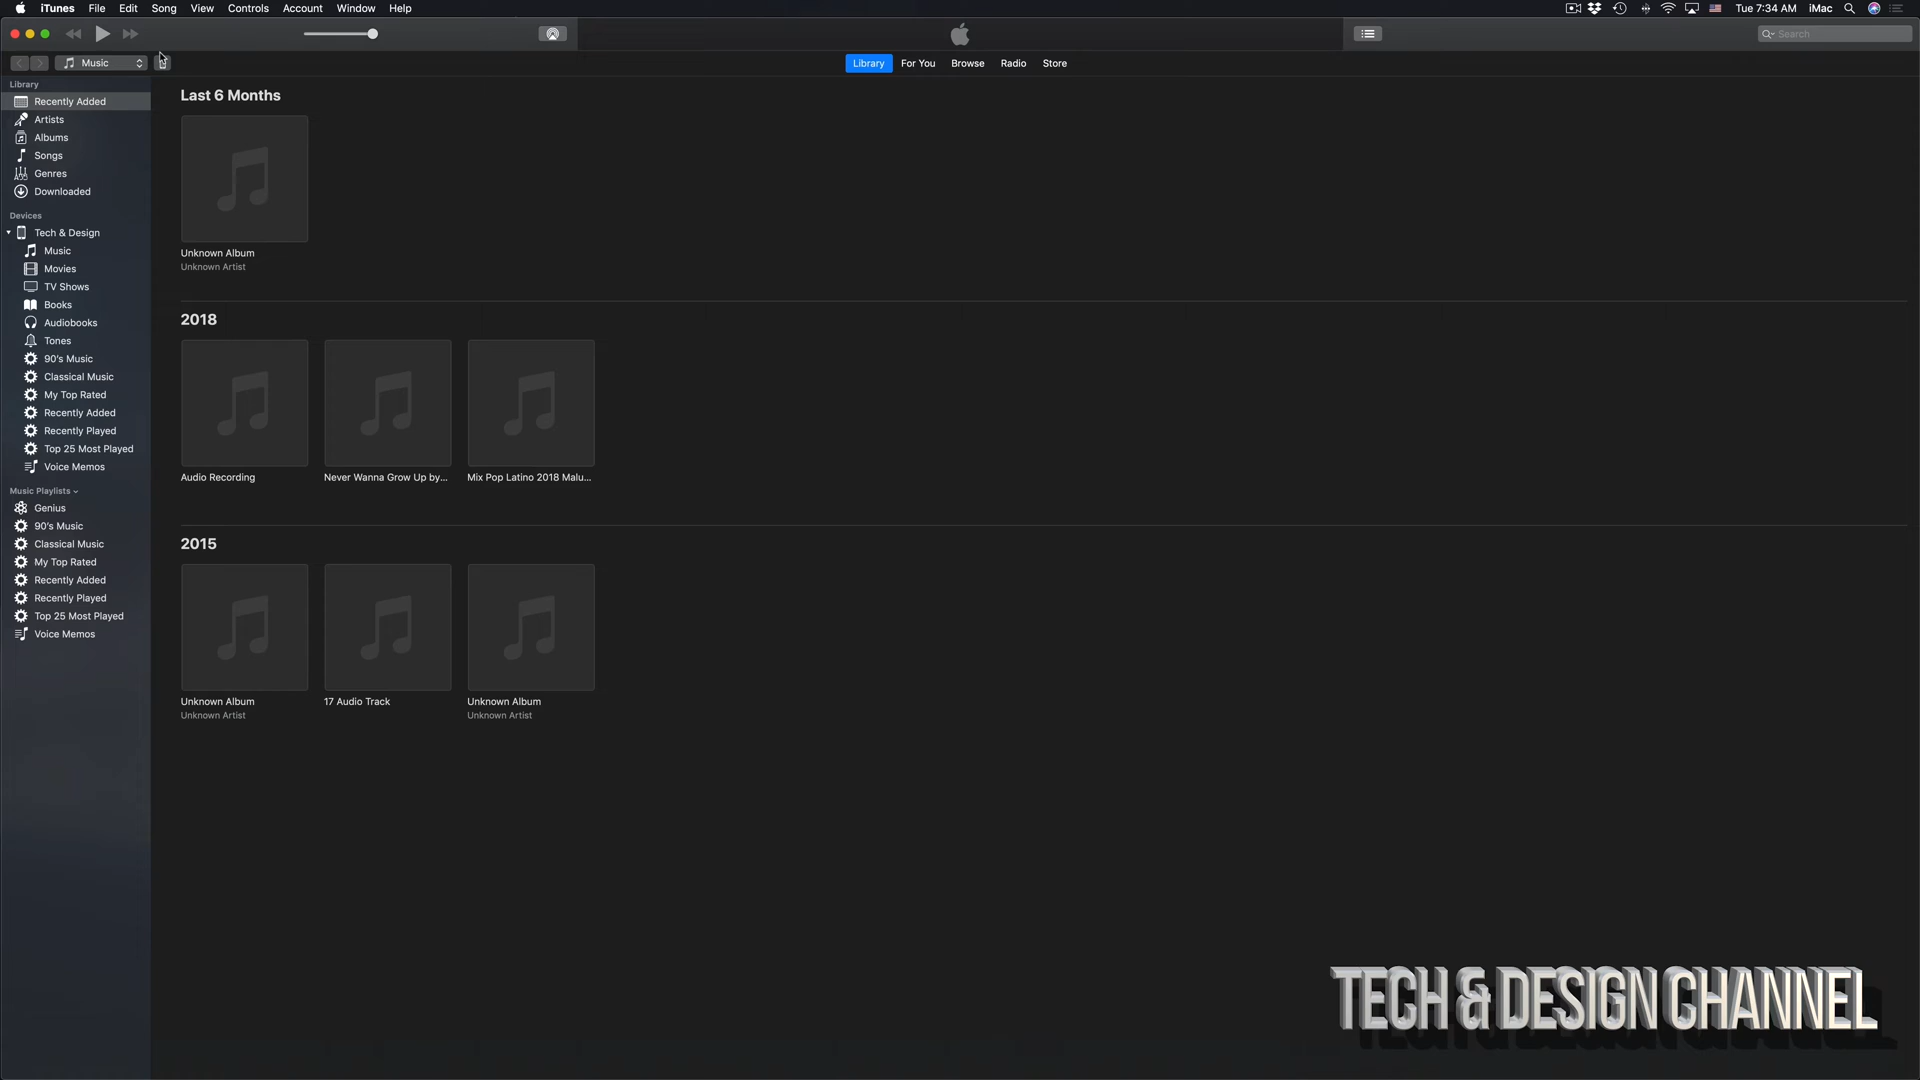 iTunes File Edit Song View Controls Account Window Help Tue 7:34 AM iMac
Search
Music Library For You Browse Radio Store
Library
Recently Added
Artists
Albums
Songs
Genres
Downloaded
Devices
Tech & Design
Music
Movies
TV Shows
Books
Audiobooks
Tones
90's Music
Classical Music
My Top Rated
Recently Added
Recently Played
Top 25 Most Played
Voice Memos
Music Playlists
Genius
90's Music
Classical Music
My Top Rated
Recently Added
Recently Played
Top 25 Most Played
Voice Memos
Last 6 Months
Unknown Album
Unknown Artist
2018
Audio Recording Never Wanna Grow Up by... Mix Pop Latino 2018 Malu...
2015
Unknown Album 17 Audio Track Unknown Album
Unknown Artist Unknown Artist
TECH & DESIGN CHANNEL